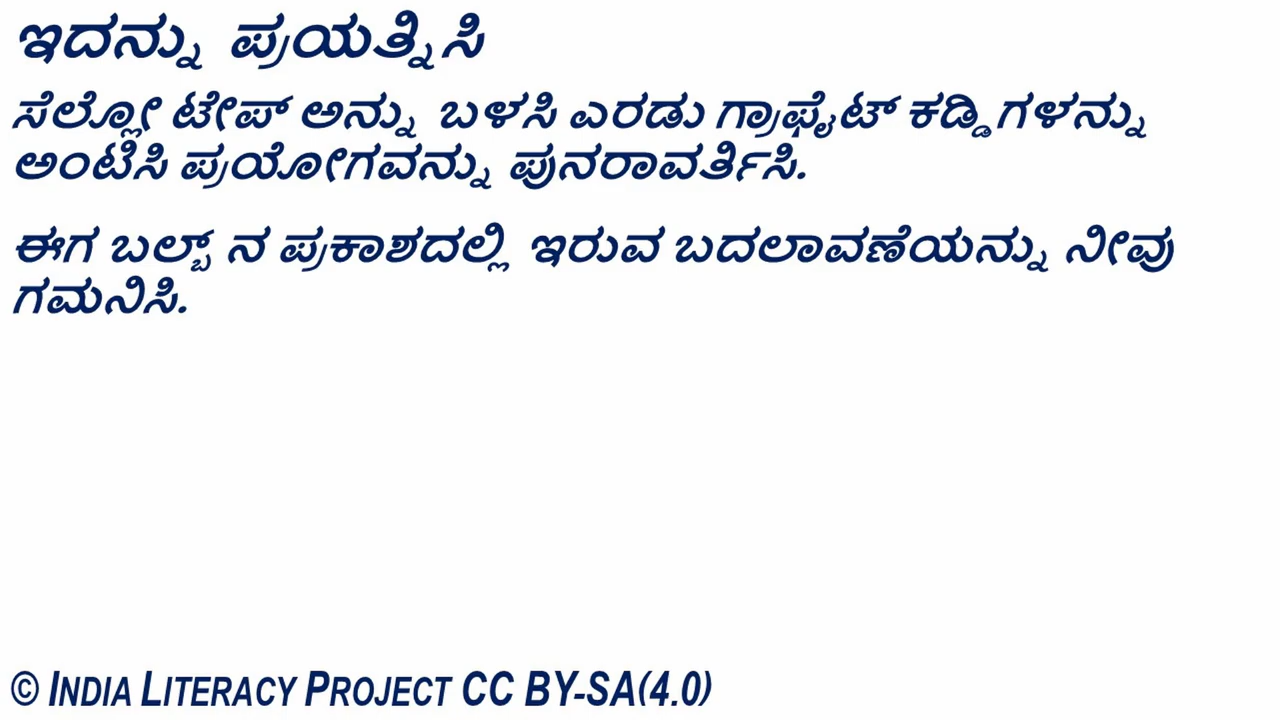 ಇದನ್ನು ಪ್ರಯತ್ನಿಸಿ
ಸೆಲ್ಲೋ ಟೇಪ್ ಅನ್ನು ಬಳಸಿ ಎರಡು ಗ್ರಾಫೈಟ್ ಕಡ್ಡಿಗಳನ್ನು
ಅಂಟಿಸಿ ಪ್ರಯೋಗವನ್ನು ಪುನರಾವರ್ತಿಸಿ.
ಈಗ ಬಲ್ಬ್ ನ ಪ್ರಕಾಶದಲ್ಲಿ ಇರುವ ಬದಲಾವಣೆಯನ್ನು ನೀವು
ಗಮನಿಸಿ.
© INDIA LITERACY PROJECT CC BY-SA(4.0)